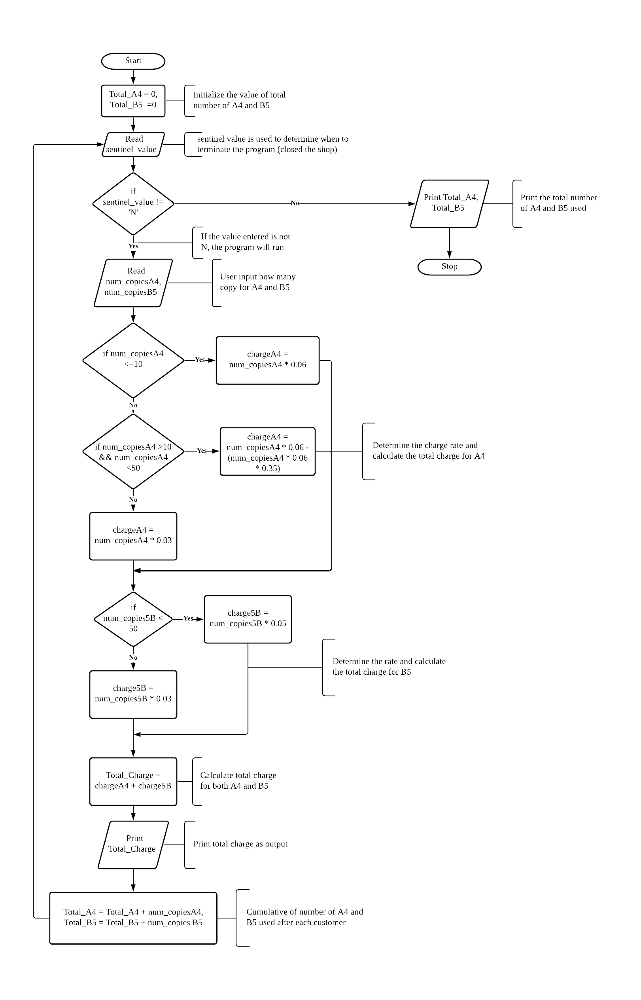 Start
Total_A4 = 0,
Total_B5  =0
Initialize the value of total
number of A4 and B5
Read
sentinel_value
sentinel value is used to determine when to
terminate the program (closed the shop)
if
sentinel_value !=
'N'
No
Print Total_A4,
Total_B5
Print the total number
of A4 and B5 used
Stop
Yes
If the value entered is not
N, the program will run
Read
num_copiesA4,
num_copiesB5
User input how many
copy for A4 and B5
if num_copiesA4
<=10
Yes
chargeA4 =
num_copiesA4 * 0.06
No
if num_copiesA4 >10
&& num_copiesA4
<50
Yes
chargeA4 =
num_copiesA4 * 0.06 -
(num_copiesA4 * 0.06
* 0.35)
Determine the charge rate and
calculate the total charge for A4
No
chargeA4 =
num_copiesA4 * 0.03
if
num_copies5B <
50
Yes
charge5B =
num_copies5B * 0.05
No
Determine the rate and calculate
the total charge for B5
charge5B =
num_copies5B * 0.03
Total_Charge =
chargeA4 + charge5B
Calculate total charge
for both A4 and B5
Print
Total_Charge
Print total charge as output
Total_A4 = Total_A4 + num_copiesA4,
Total_B5 = Total_B5 + num_copies B5
Cumulative of number of A4 and
B5 used after each customer